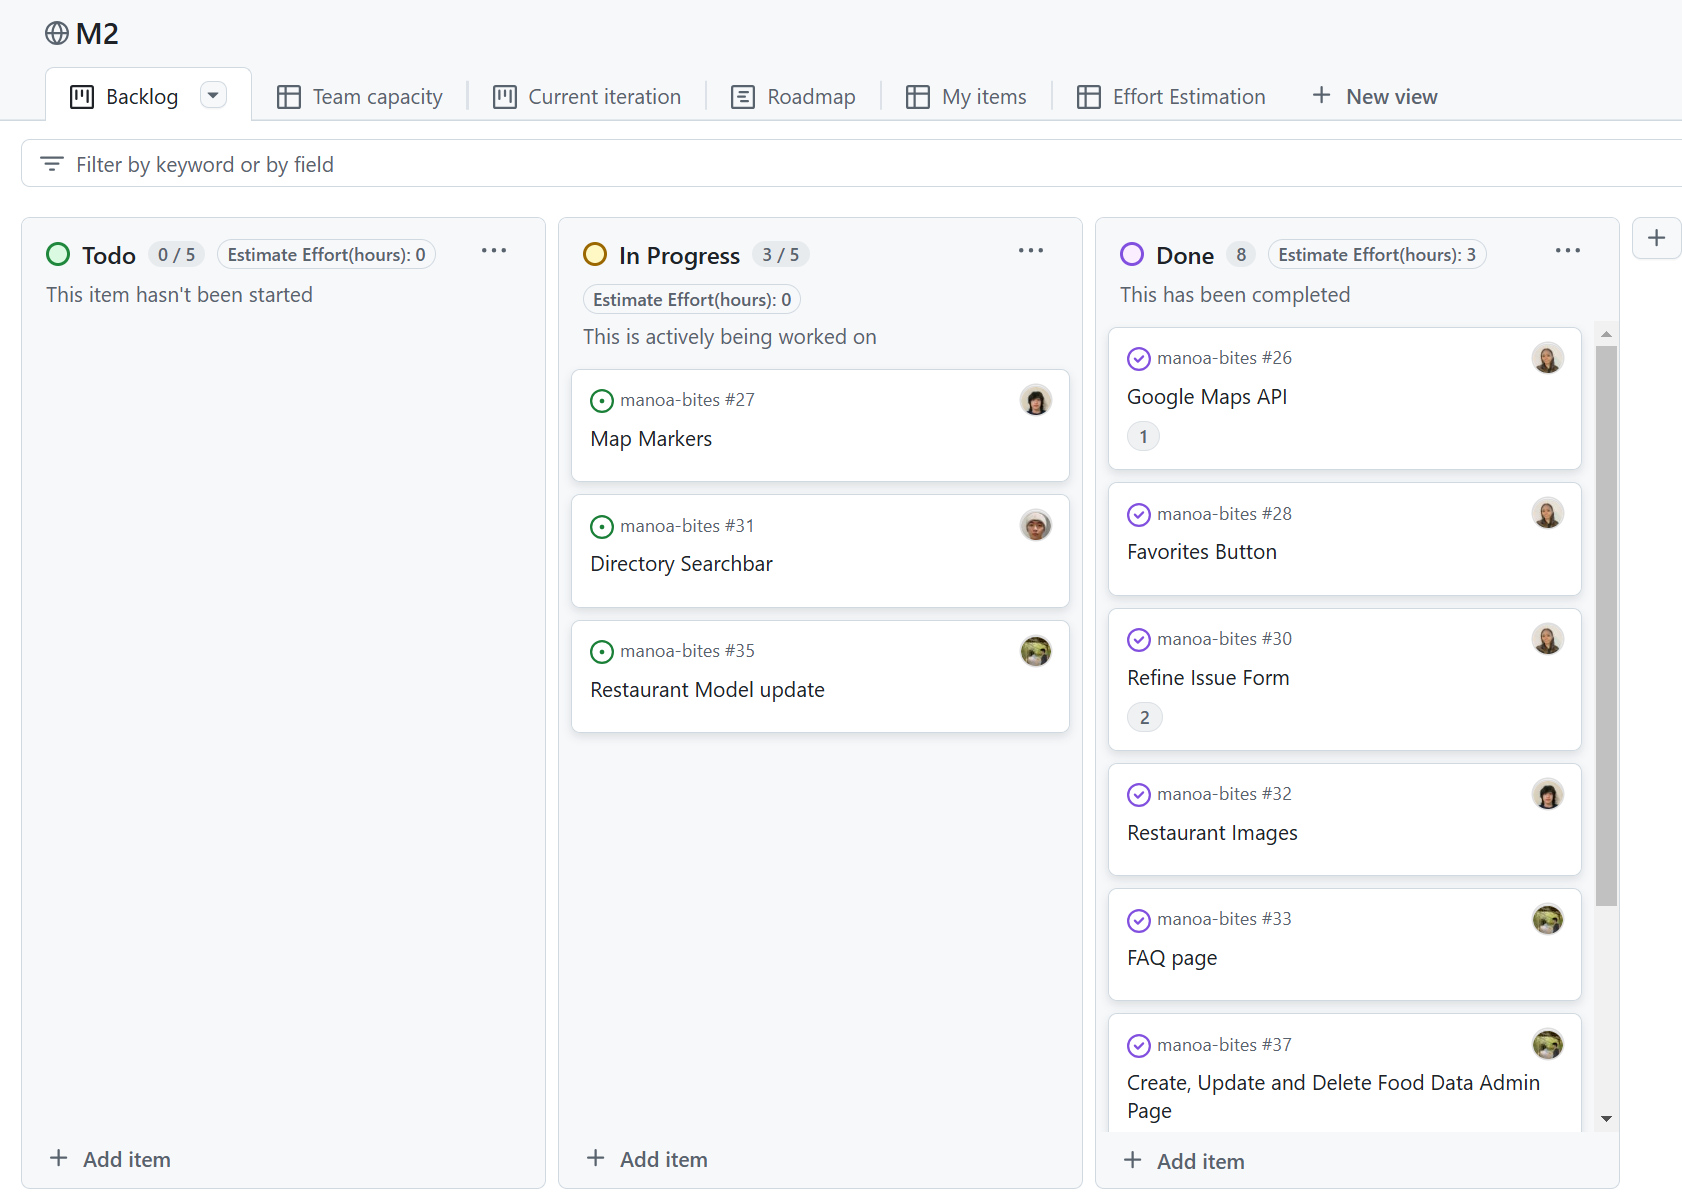 M2
Backlog
Team capacity
Current iteration
Roadmap
My items
Effort Estimation
New view
Filter by keyword or by field
Todo 0 / 5 Estimate Effort(hours): 0
This item hasn't been started
Add item
In Progress 3 / 5
Estimate Effort(hours): 0
This is actively being worked on
manoa-bites #27
Map Markers
manoa-bites #31
Directory Searchbar
manoa-bites #35
Restaurant Model update
Add item
Done 8 Estimate Effort(hours): 3
This has been completed
manoa-bites #26
Google Maps API
1
manoa-bites #28
Favorites Button
manoa-bites #30
Refine Issue Form
2
manoa-bites #32
Restaurant Images
manoa-bites #33
FAQ page
manoa-bites #37
Create, Update and Delete Food Data Admin
Page
Add item